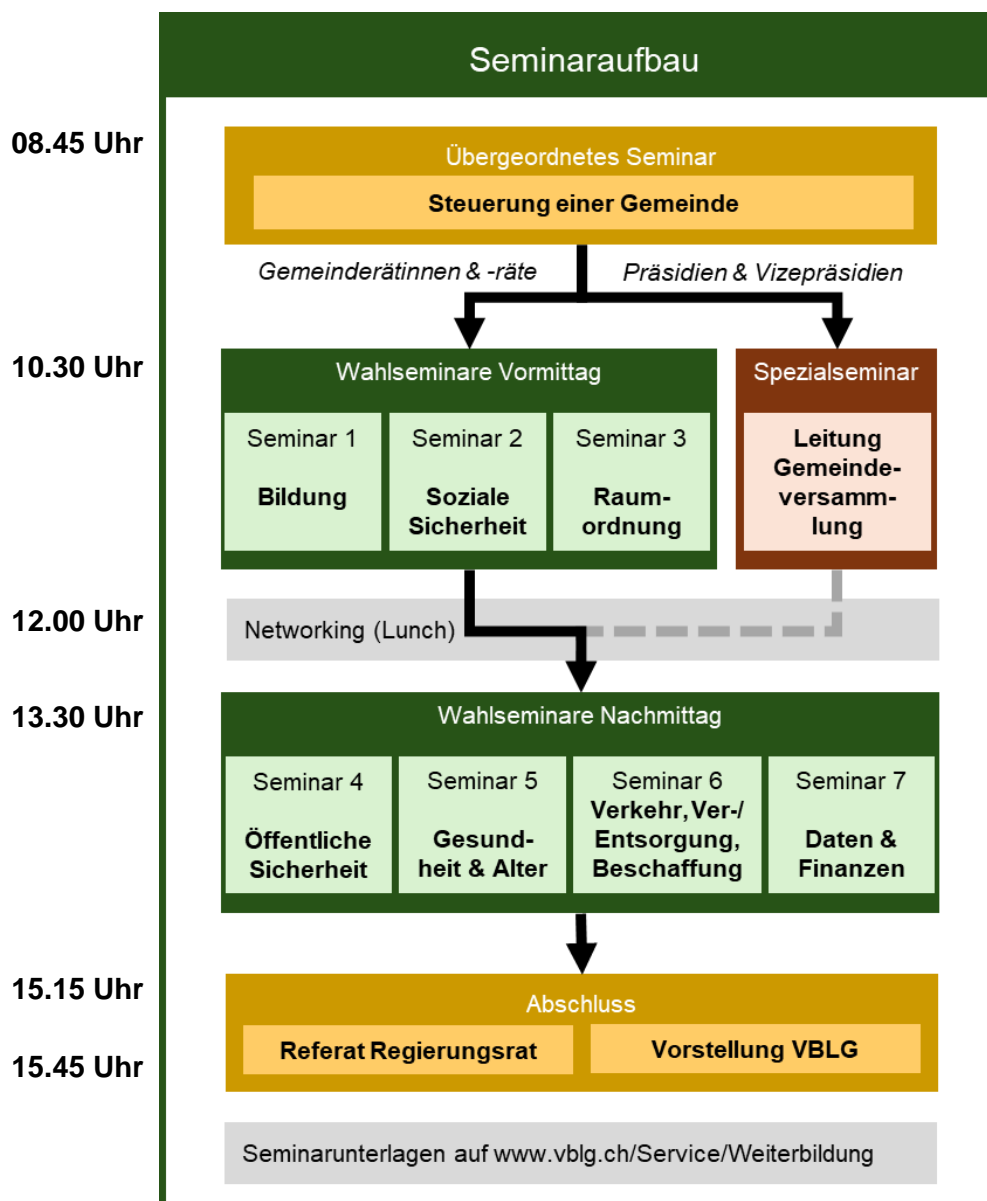 Seminaraufbau
08.45 Uhr
Übergeordnetes Seminar
Steuerung einer Gemeinde
Gemeinderätinnen & -räte
Präsidien & Vizepräsidien
10.30 Uhr
Wahlseminare Vormittag
Seminar 1
Bildung
Seminar 2
Soziale
Sicherheit
Seminar 3
Raum-
ordnung
Spezialseminar
Leitung
Gemeinde-
versamm-
lung
12.00 Uhr
Networking (Lunch)
13.30 Uhr
Wahlseminare Nachmittag
Seminar 4
Öffentliche
Sicherheit
Seminar 5
Gesund-
heit & Alter
Seminar 6
Verkehr, Ver-/
Entsorgung,
Beschaffung
Seminar 7
Daten &
Finanzen
15.15 Uhr
Abschluss
Referat Regierungsrat
Vorstellung VBLG
15.45 Uhr
Seminarunterlagen auf www.vblg.ch/Service/Weiterbildung